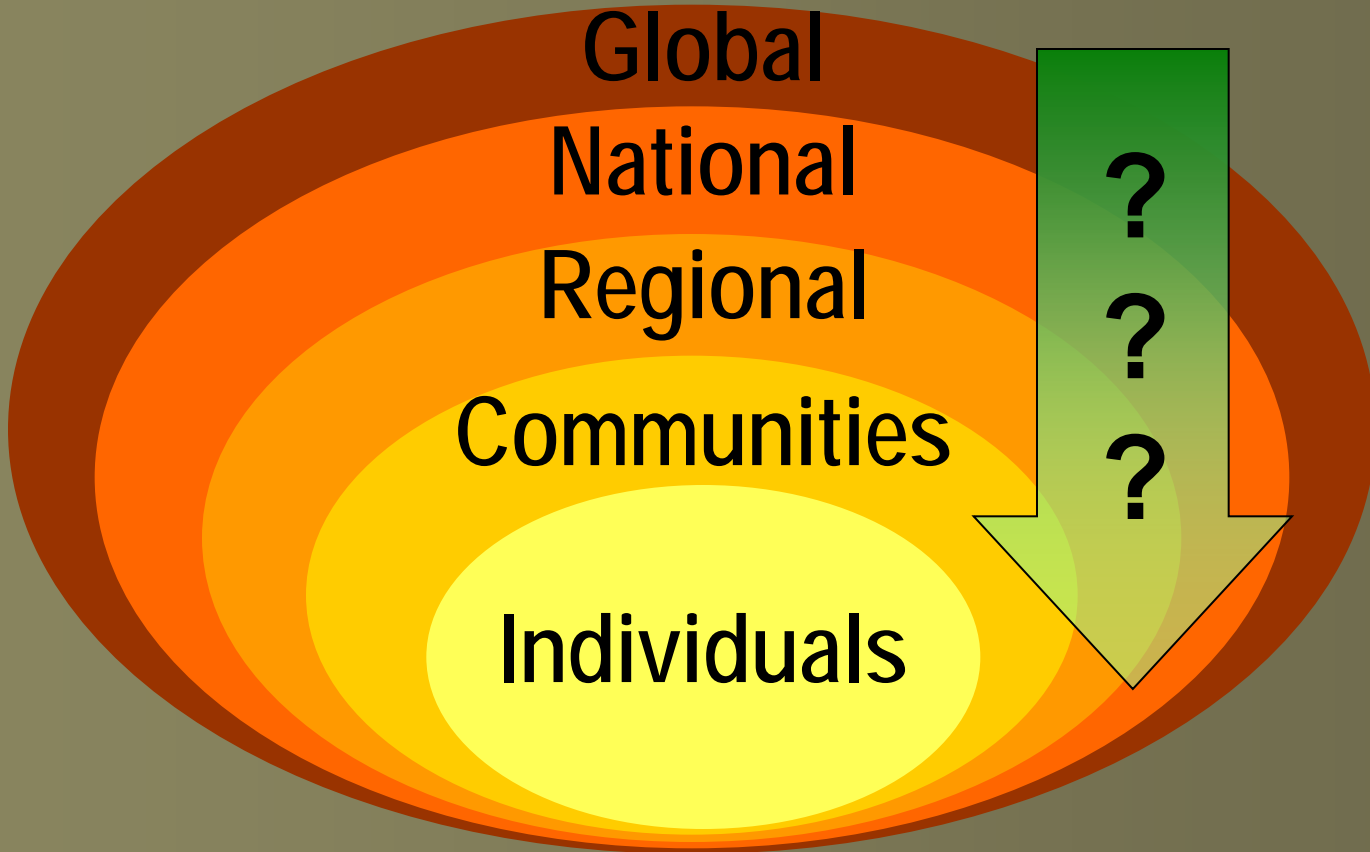 Global
National
Regional
Communities
Individuals
?
?
?